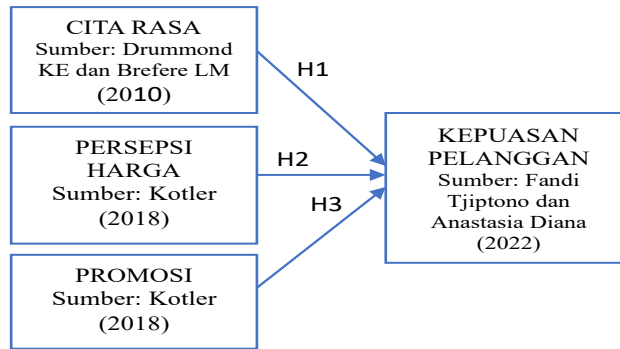 CITA RASA
Sumber: Drummond
KE dan Brefere LM
(2010)
H1
PERSEPSI
HARGA
Sumber: Kotler
(2018)
H2
H3
PROMOSI
Sumber: Kotler
(2018)
KEPUASAN
PELANGGAN
Sumber: Fandi
Tjiptono dan
Anastasia Diana
(2022)